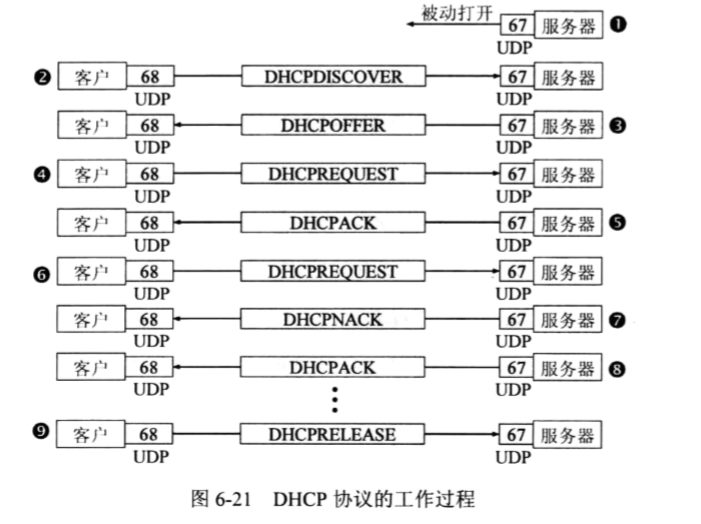 被动打开 67 服务器 ❶
UDP
❷ 客户 68 DHCPDISCOVER 67 服务器
UDP UDP
客户 68 DHCPOFFER 67 服务器 ❸
UDP UDP
❹ 客户 68 DHCPREQUEST 67 服务器
UDP UDP
客户 68 DHCPACK 67 服务器 ❺
UDP UDP
❻ 客户 68 DHCPREQUEST 67 服务器
UDP UDP
客户 68 DHCPNACK 67 服务器 ❼
UDP UDP
客户 68 DHCPACK 67 服务器 ❽
UDP UDP
❾ 客户 68 DHCPRELEASE 67 服务器
UDP UDP
图 6-21 DHCP 协议的工作过程